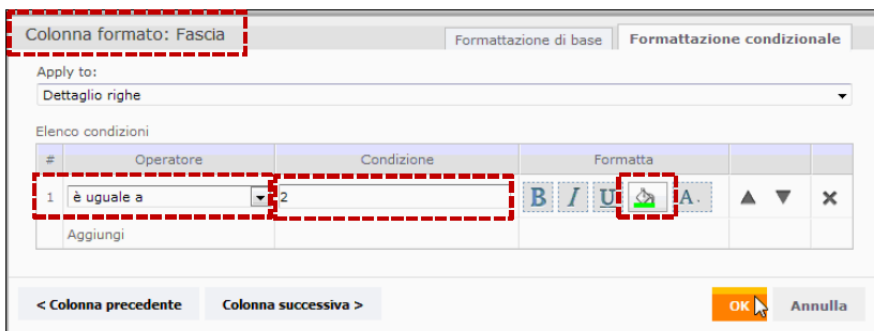 Colonna formato: Fascia
Formattazione di base
Formattazione condizionale
Apply to:
Dettaglio righe
Elenco condizioni
# Operatore Condizione Formatta
1 è uguale a 2 B I U A
Aggiungi
< Colonna precedente Colonna successiva > OK Annulla